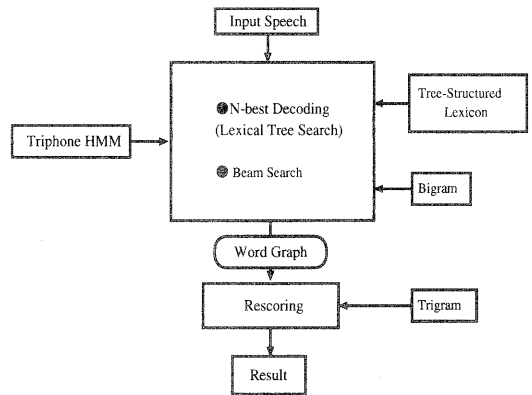 Input Speech
●N-best Decoding
(Lexical Tree Search)
● Beam Search
Tree-Structured
Lexicon
Triphone HMM
Bigram
Word Graph
Rescoring
Trigram
Result